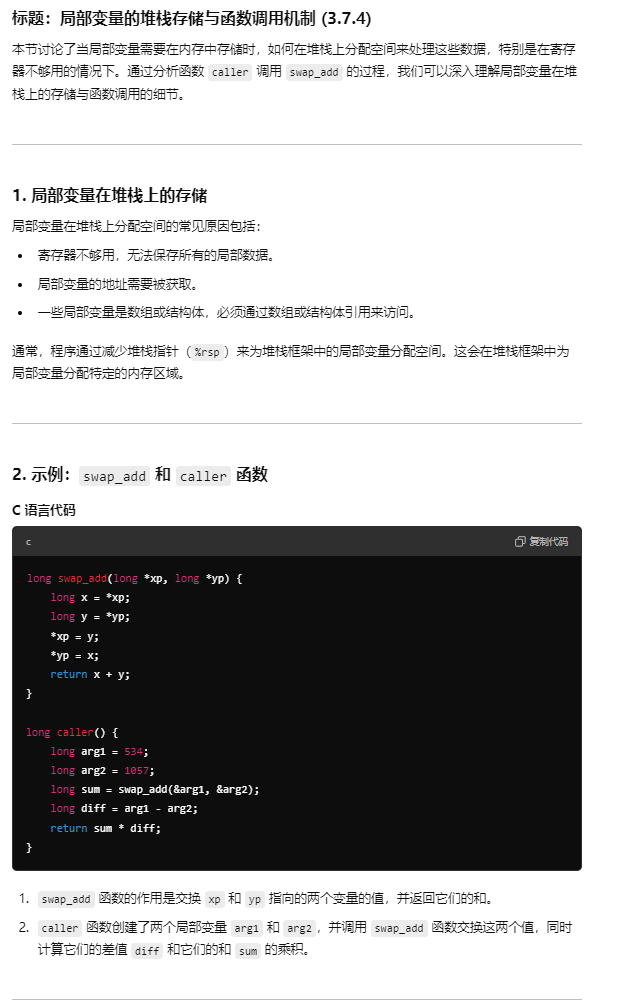 标题：局部变量的堆栈存储与函数调用机制 (3.7.4)
本节讨论了当局部变量需要在内存中存储时，如何在堆栈上分配空间来处理这些数据，特别是在寄存
器不够用的情况下。通过分析函数 caller 调用 swap_add 的过程，我们可以深入理解局部变量在堆
栈上的存储与函数调用的细节。
1. 局部变量在堆栈上的存储
局部变量在堆栈上分配空间的常见原因包括：
• 寄存器不够用，无法保存所有的局部数据。
• 局部变量的地址需要被获取。
• 一些局部变量是数组或结构体，必须通过数组或结构体引用来访问。
通常，程序通过减少堆栈指针（%rsp）来为堆栈框架中的局部变量分配空间。这会在堆栈框架中为
局部变量分配特定的内存区域。
2. 示例：swap_add 和 caller 函数
C 语言代码
c 复制代码
long swap_add(long *xp, long *yp) {
    long x = *xp;
    long y = *yp;
    *xp = y;
    *yp = x;
    return x + y;
}
long caller() {
    long arg1 = 534;
    long arg2 = 1057;
    long sum = swap_add(&arg1, &arg2);
    long diff = arg1 - arg2;
    return sum * diff;
}
1. swap_add 函数的作用是交换 xp 和 yp 指向的两个变量的值，并返回它们的和。
2. caller 函数创建了两个局部变量 arg1 和 arg2，并调用 swap_add 函数交换这两个值，同时
计算它们的差值 diff 和它们的和 sum 的乘积。